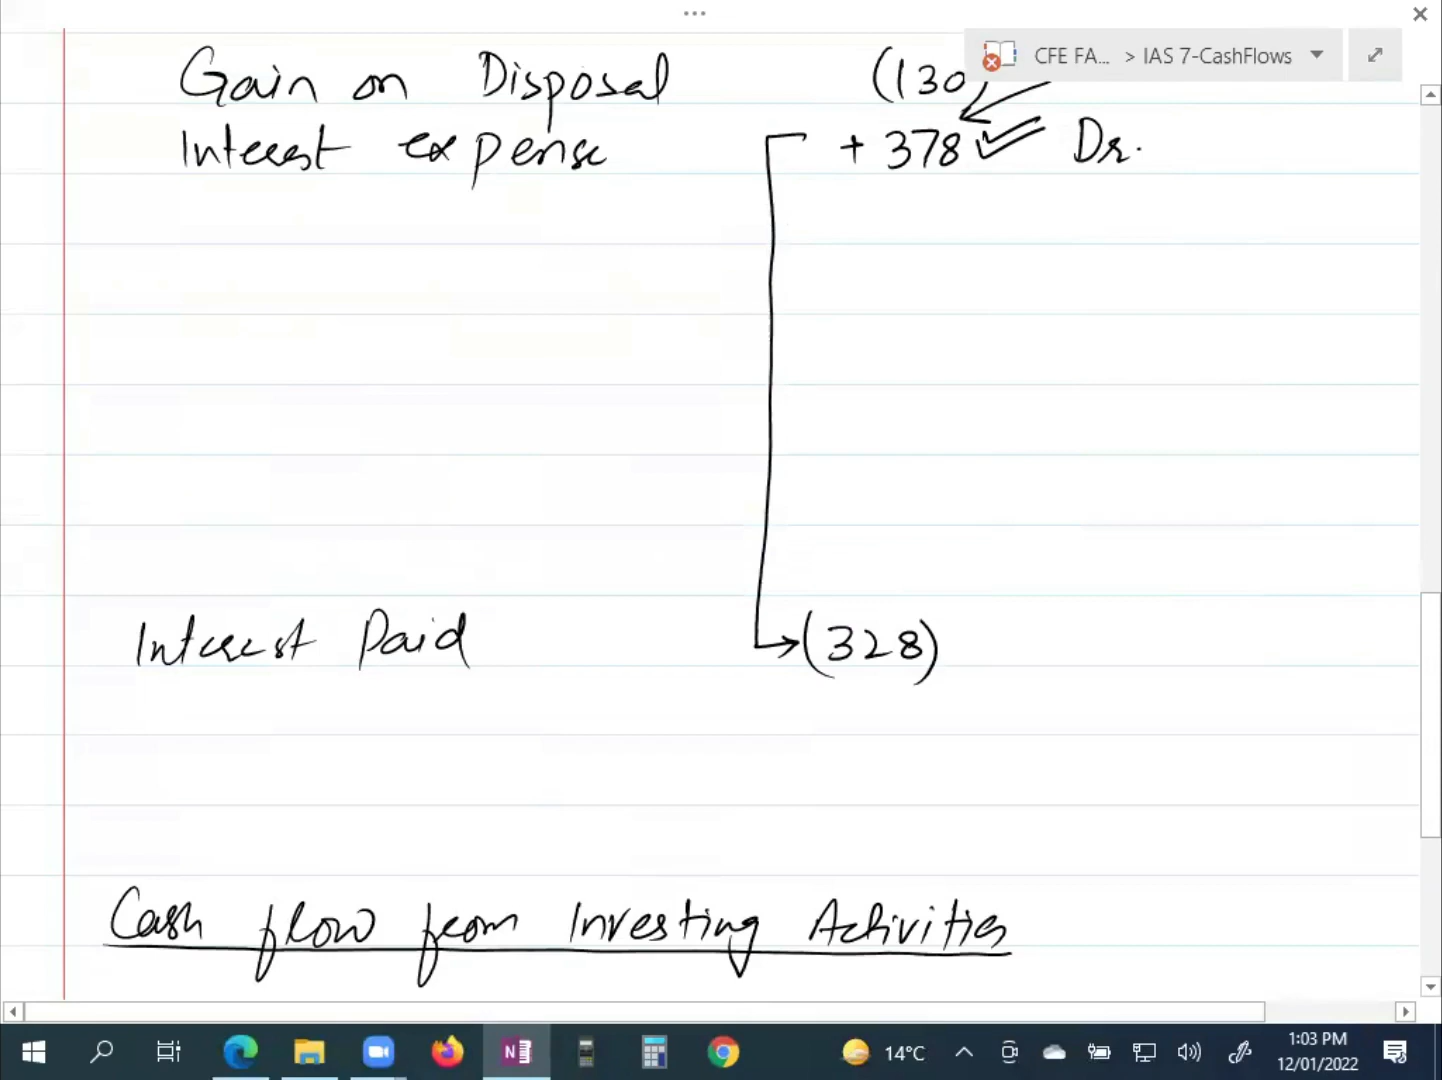 CFE FA... > IAS 7-CashFlows
Gain on Disposal (130)
Interest expense + 378 Dr.
Interest Paid (328)
Cash flow from Investing Activities
14°C
1:03 PM
12/01/2022